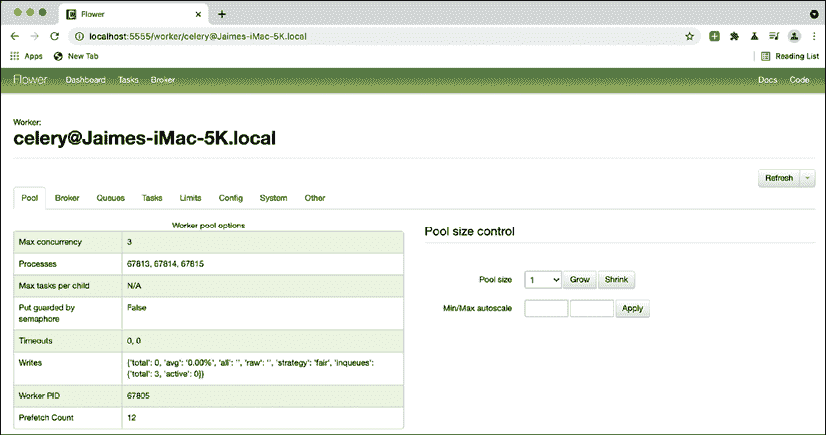 Flower
localhost:5555/worker/celery@Jaimes-iMac-5K.local
Apps New Tab Reading List
Flower Dashboard Tasks Broker Docs Code
Worker:
celery@Jaimes-iMac-5K.local
Refresh
Pool Broker Queues Tasks Limits Config System Other
Worker pool options
Max concurrency 3
Processes 67813, 67814, 67815
Max tasks per child N/A
Put guarded by semaphore False
Timeouts 0, 0
Writes {'total': 0, 'avg': '0.00%', 'all': '', 'raw': '', 'strategy': 'fair', 'inqueues':
{'total': 3, 'active': 0}}
Worker PID 67805
Prefetch Count 12
Pool size control
Pool size 1 Grow Shrink
Min/Max autoscale Apply